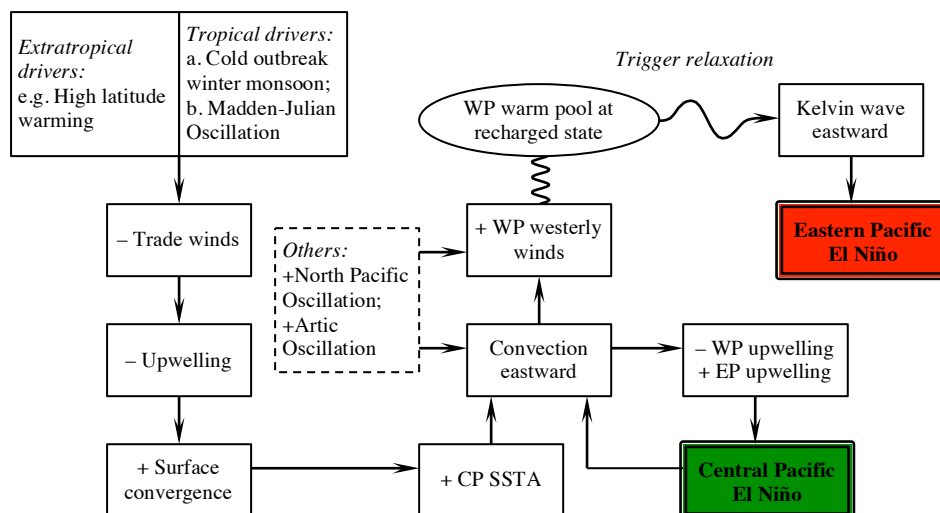 Extratropical
drivers:
e.g. High latitude
warming
Tropical drivers:
a. Cold outbreak
winter monsoon;
b. Madden-Julian
Oscillation
Trigger relaxation
WP warm pool at
recharged state
Kelvin wave
eastward
– Trade winds
Others:
+North Pacific
Oscillation;
+Artic
Oscillation
+ WP westerly
winds
Eastern Pacific
El Niño
– Upwelling
Convection
eastward
– WP upwelling
+ EP upwelling
+ Surface
convergence
+ CP SSTA
Central Pacific
El Niño